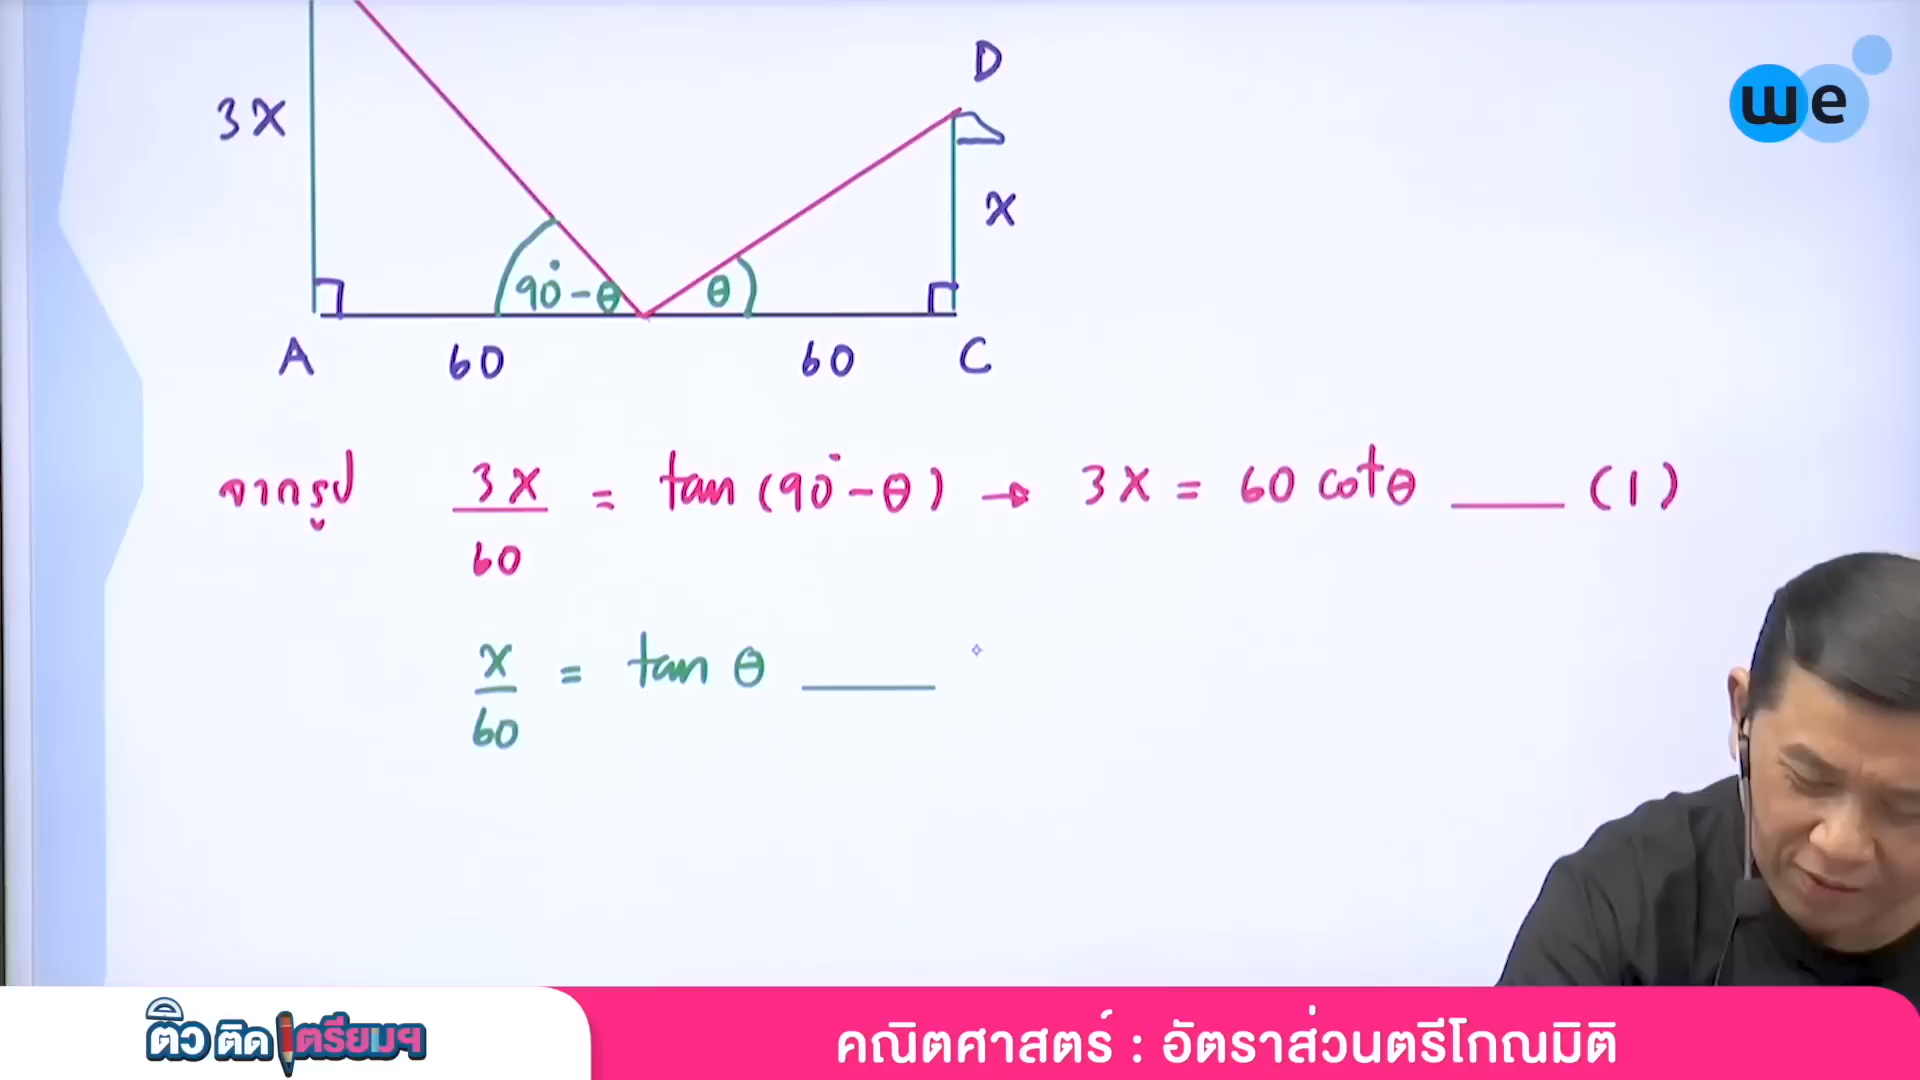 we
D
3x
x
90° - θ
θ
A
60
60
C
จากรูป 3x/60 = tan (90° - θ) → 3x = 60 cot θ ____ (1)
x/60 = tan θ ____
ติว ติด เตรียมฯ
คณิตศาสตร์ : อัตราส่วนตรีโกณมิติ